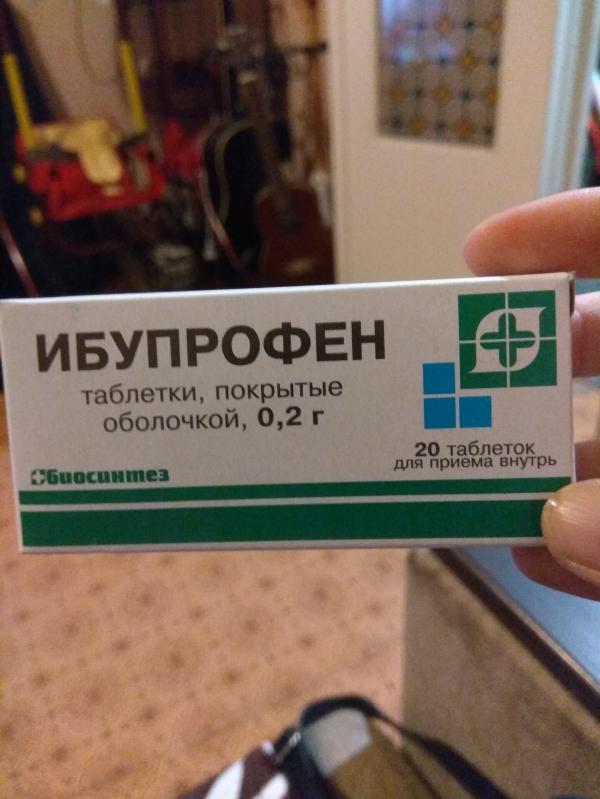 ИБУПРОФЕН
таблетки, покрытые
оболочкой, 0,2 г
20 таблеток
для приема внутрь
биосинтез